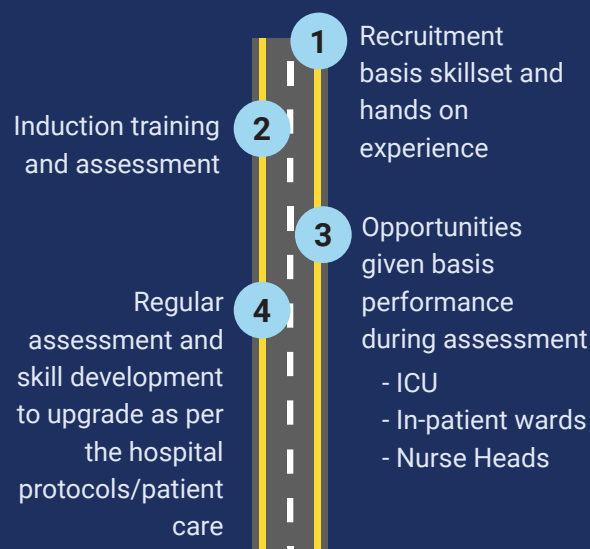 1
Recruitment
basis skillset and
hands on
experience
2
Induction training
and assessment
3
Opportunities
given basis
performance
during assessment
- ICU
- In-patient wards
- Nurse Heads
4
Regular
assessment and
skill development
to upgrade as per
the hospital
protocols/patient
care